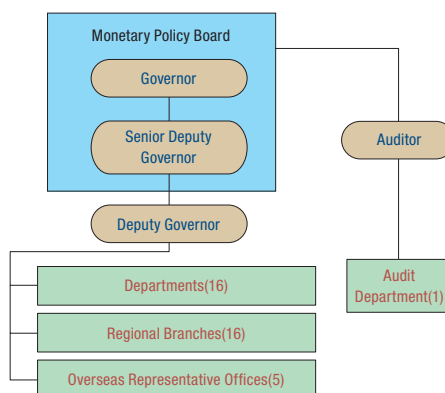 Monetary Policy Board
Governor
Senior Deputy
Governor
Auditor
Deputy Governor
Departments(16)
Audit
Department(1)
Regional Branches(16)
Overseas Representative Offices(5)